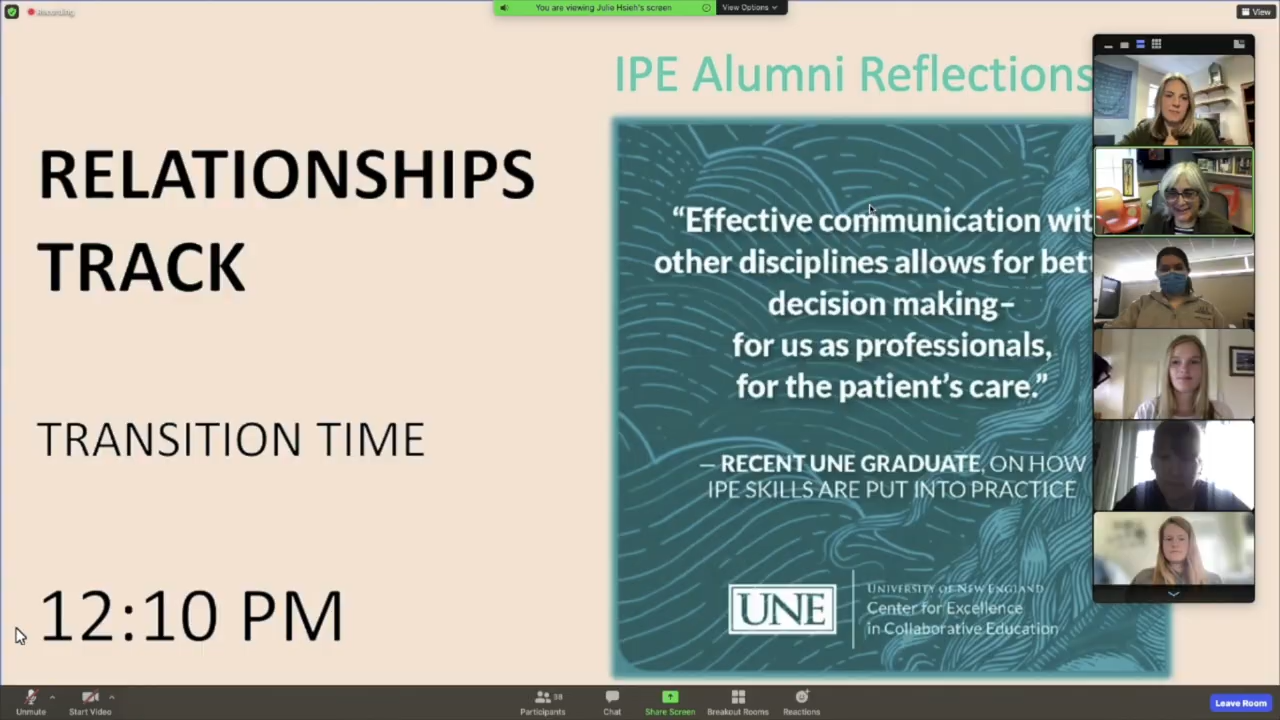 Recording
You are viewing Julie Hsieh's screen
View Options
View
IPE Alumni Reflections
RELATIONSHIPS
TRACK
TRANSITION TIME
12:10 PM
“Effective communication wit
other disciplines allows for bett
decision making–
for us as professionals,
for the patient’s care.”
— RECENT UNE GRADUATE, ON HOW
IPE SKILLS ARE PUT INTO PRACTICE
UNE
UNIVERSITY OF NEW ENGLAND
Center for Excellence
in Collaborative Education
Unmute
Start Video
Participants
38
Chat
Share Screen
Breakout Rooms
Reactions
Leave Room